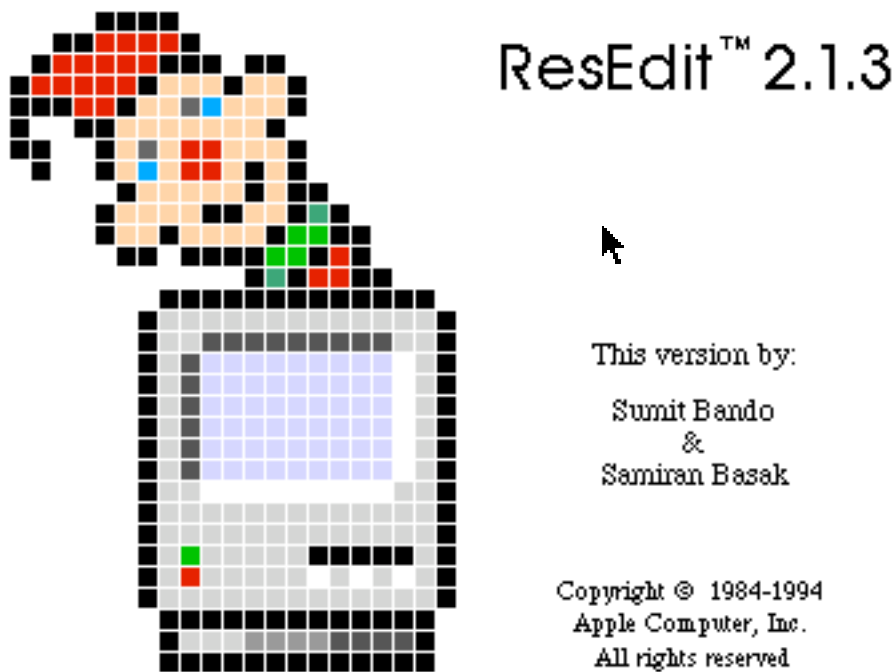 ResEdit™ 2.1.3
This version by:
Sumit Bando
&
Samiran Basak
Copyright © 1984-1994
Apple Computer, Inc.
All rights reserved